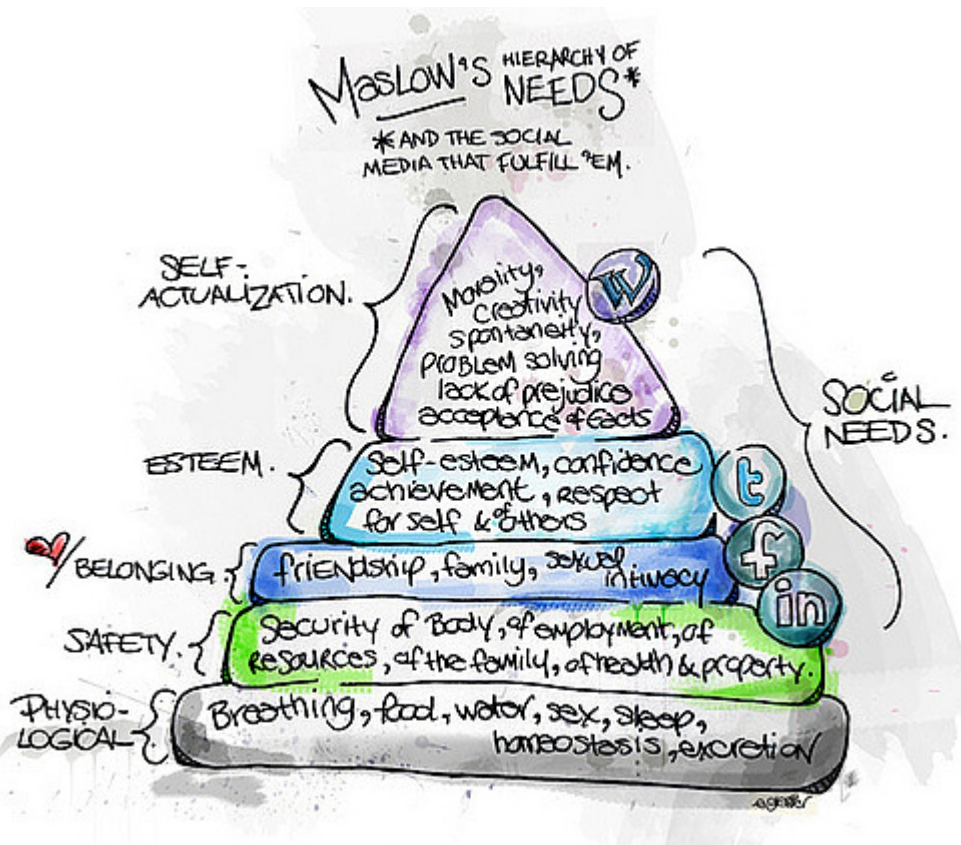 MASLOW'S HIERARCHY OF
NEEDS*
* AND THE SOCIAL
MEDIA THAT FULFILL 'EM.
SELF-
ACTUALIZATION.
Morality,
creativity
spontaneity,
PROBLEM solving
lack of prejudice
acceptance of facts
W
SOCIAL
NEEDS.
ESTEEM.
Self-esteem, confidence
achievement, RESPECT
for self & of others
t
/BELONGING.
friendship, family, sexual
intimacy
f
SAFETY.
Security of Body, of employment, of
RESOURCES, of the family, of health & property.
in
PHYSIO-
LOGICAL
Breathing, food, water, sex, sleep,
homeostasis, excretion